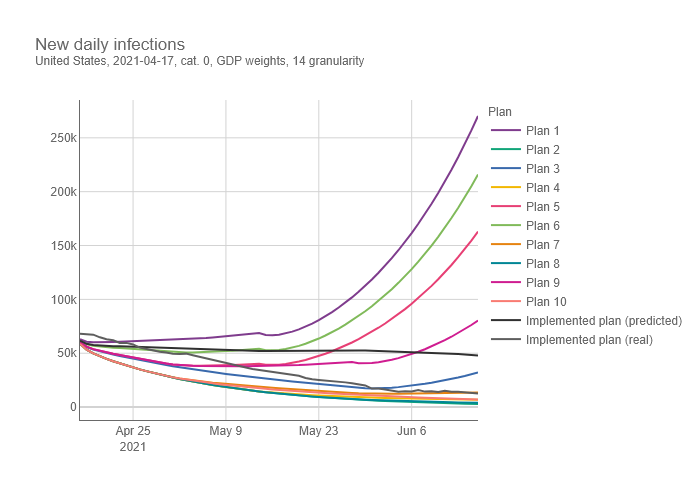 New daily infections
United States, 2021-04-17, cat. 0, GDP weights, 14 granularity
Plan
Plan 1
Plan 2
Plan 3
Plan 4
Plan 5
Plan 6
Plan 7
Plan 8
Plan 9
Plan 10
Implemented plan (predicted)
Implemented plan (real)
250k
200k
150k
100k
50k
0
Apr 25
2021
May 9
May 23
Jun 6